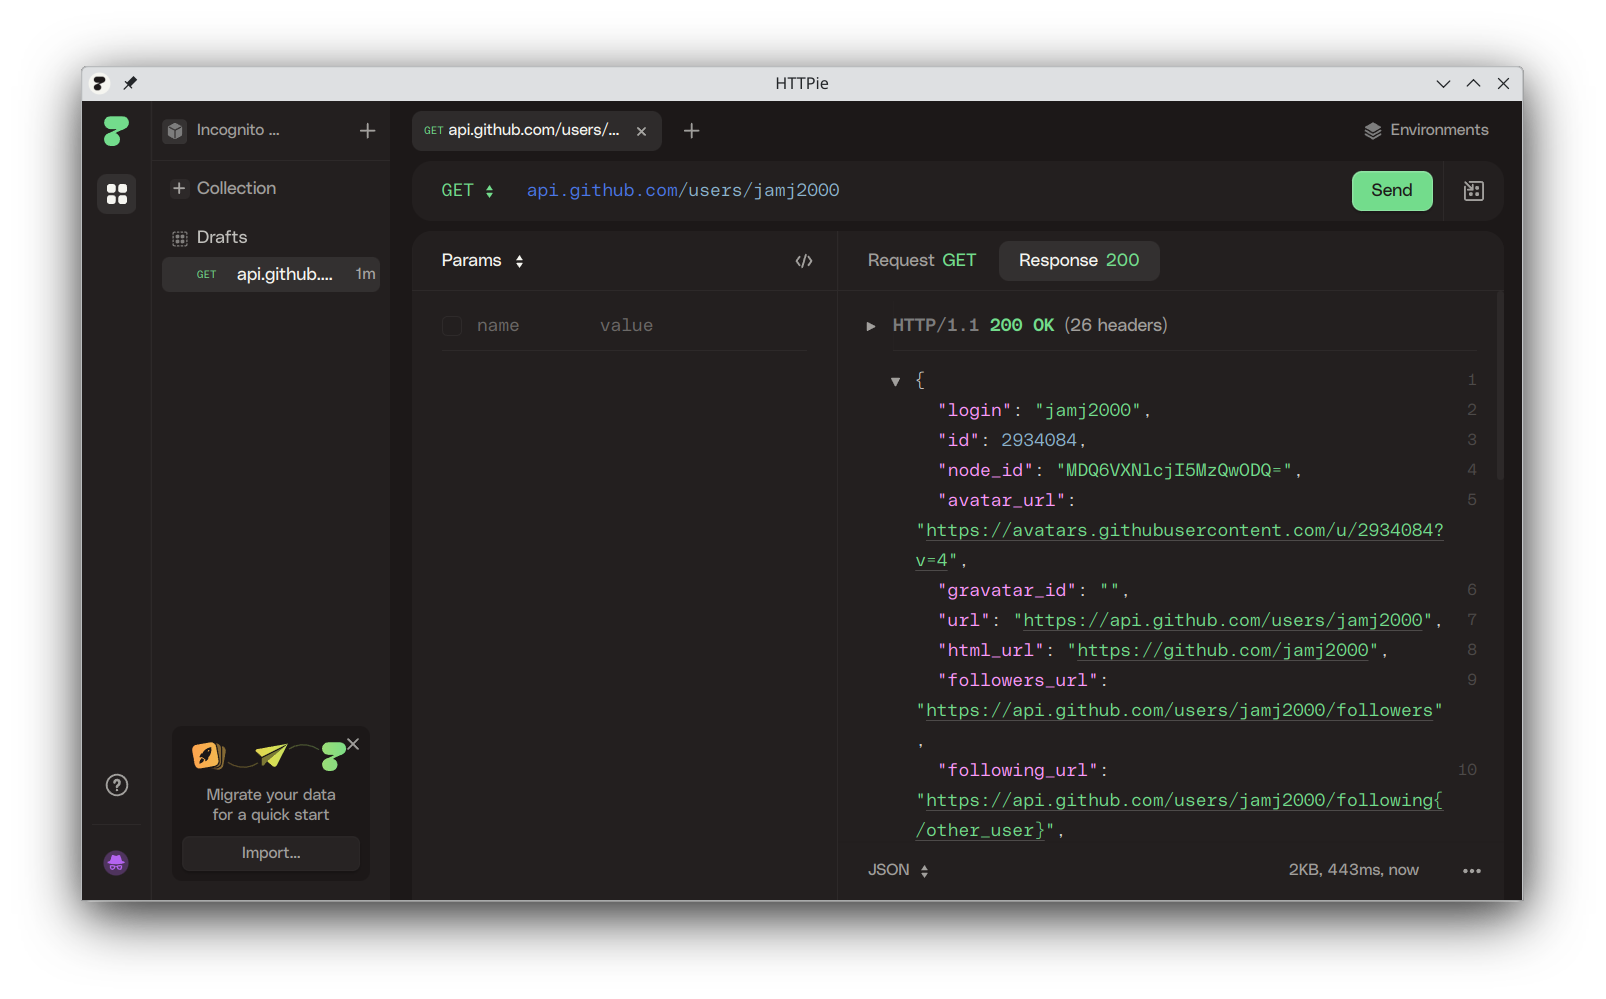 HTTPie
Incognito ...
GET api.github.com/users/...
Environments
Collection
GET
api.github.com/users/jamj2000
Send
Drafts
GET api.github.... 1m
Params
name
value
Request GET
Response 200
HTTP/1.1 200 OK (26 headers)
{ 1
"login": "jamj2000", 2
"id": 2934084, 3
"node_id": "MDQ6VXNlcjI5MzQwODQ=", 4
"avatar_url": 5
"https://avatars.githubusercontent.com/u/2934084?
v=4",
"gravatar_id": "", 6
"url": "https://api.github.com/users/jamj2000", 7
"html_url": "https://github.com/jamj2000", 8
"followers_url": 9
"https://api.github.com/users/jamj2000/followers"
,
"following_url": 10
"https://api.github.com/users/jamj2000/following{
/other_user}",
JSON
2KB, 443ms, now
Migrate your data
for a quick start
Import...